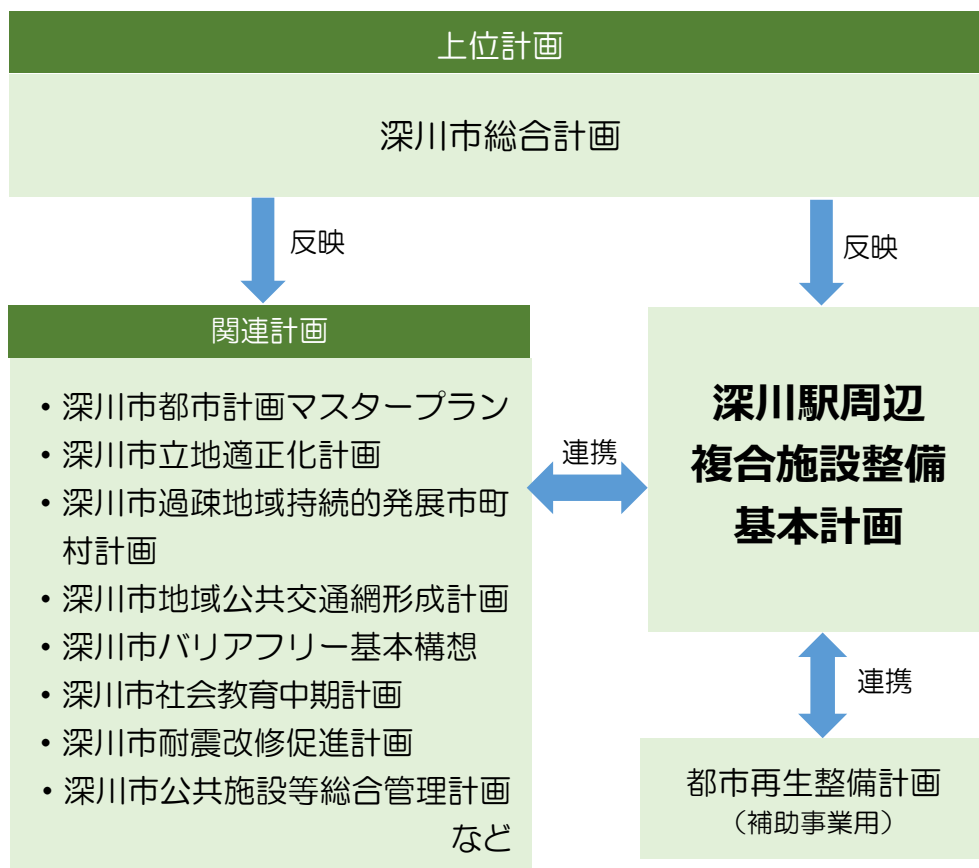 上位計画
深川市総合計画
反映
反映
関連計画
・深川市都市計画マスタープラン
・深川市立地適正化計画
・深川市過疎地域持続的発展市町
村計画
・深川市地域公共交通網形成計画
・深川市バリアフリー基本構想
・深川市社会教育中期計画
・深川市耐震改修促進計画
・深川市公共施設等総合管理計画
など
連携
深川駅周辺
複合施設整備
基本計画
連携
都市再生整備計画
（補助事業用）